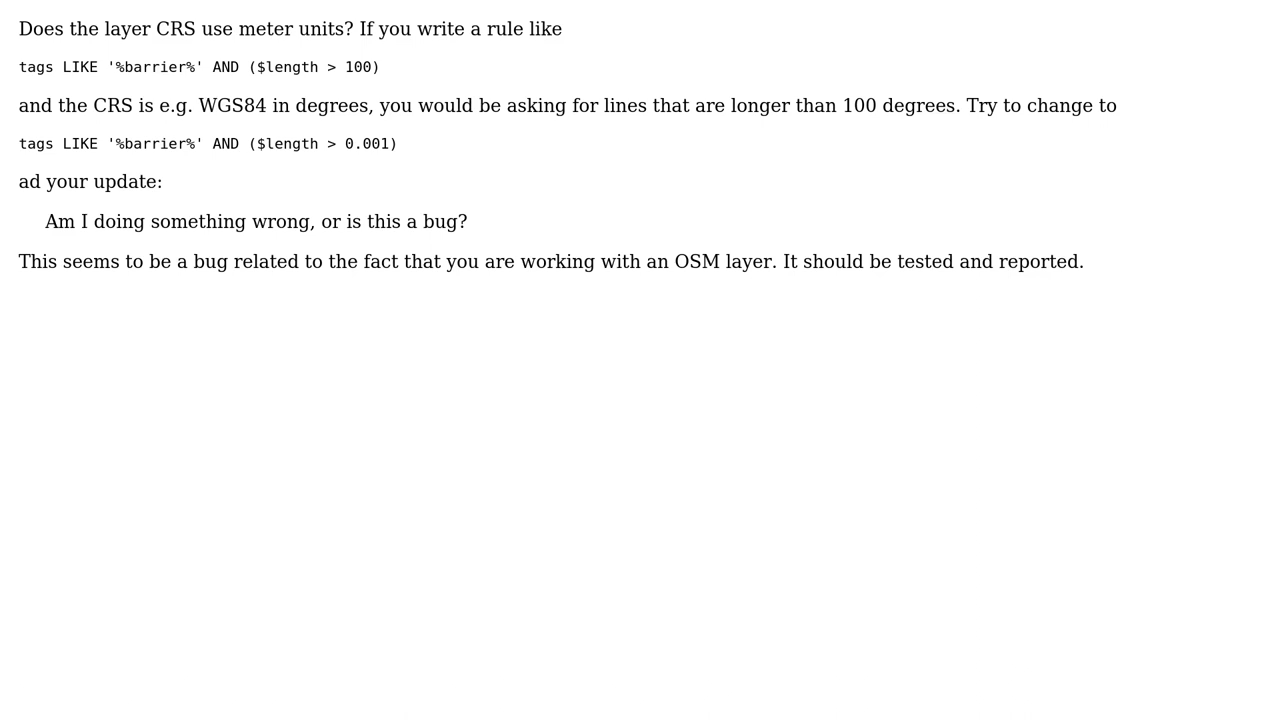 Does the layer CRS use meter units? If you write a rule like
tags LIKE '%barrier%' AND ($length > 100)
and the CRS is e.g. WGS84 in degrees, you would be asking for lines that are longer than 100 degrees. Try to change to
tags LIKE '%barrier%' AND ($length > 0.001)
ad your update:
Am I doing something wrong, or is this a bug?
This seems to be a bug related to the fact that you are working with an OSM layer. It should be tested and reported.